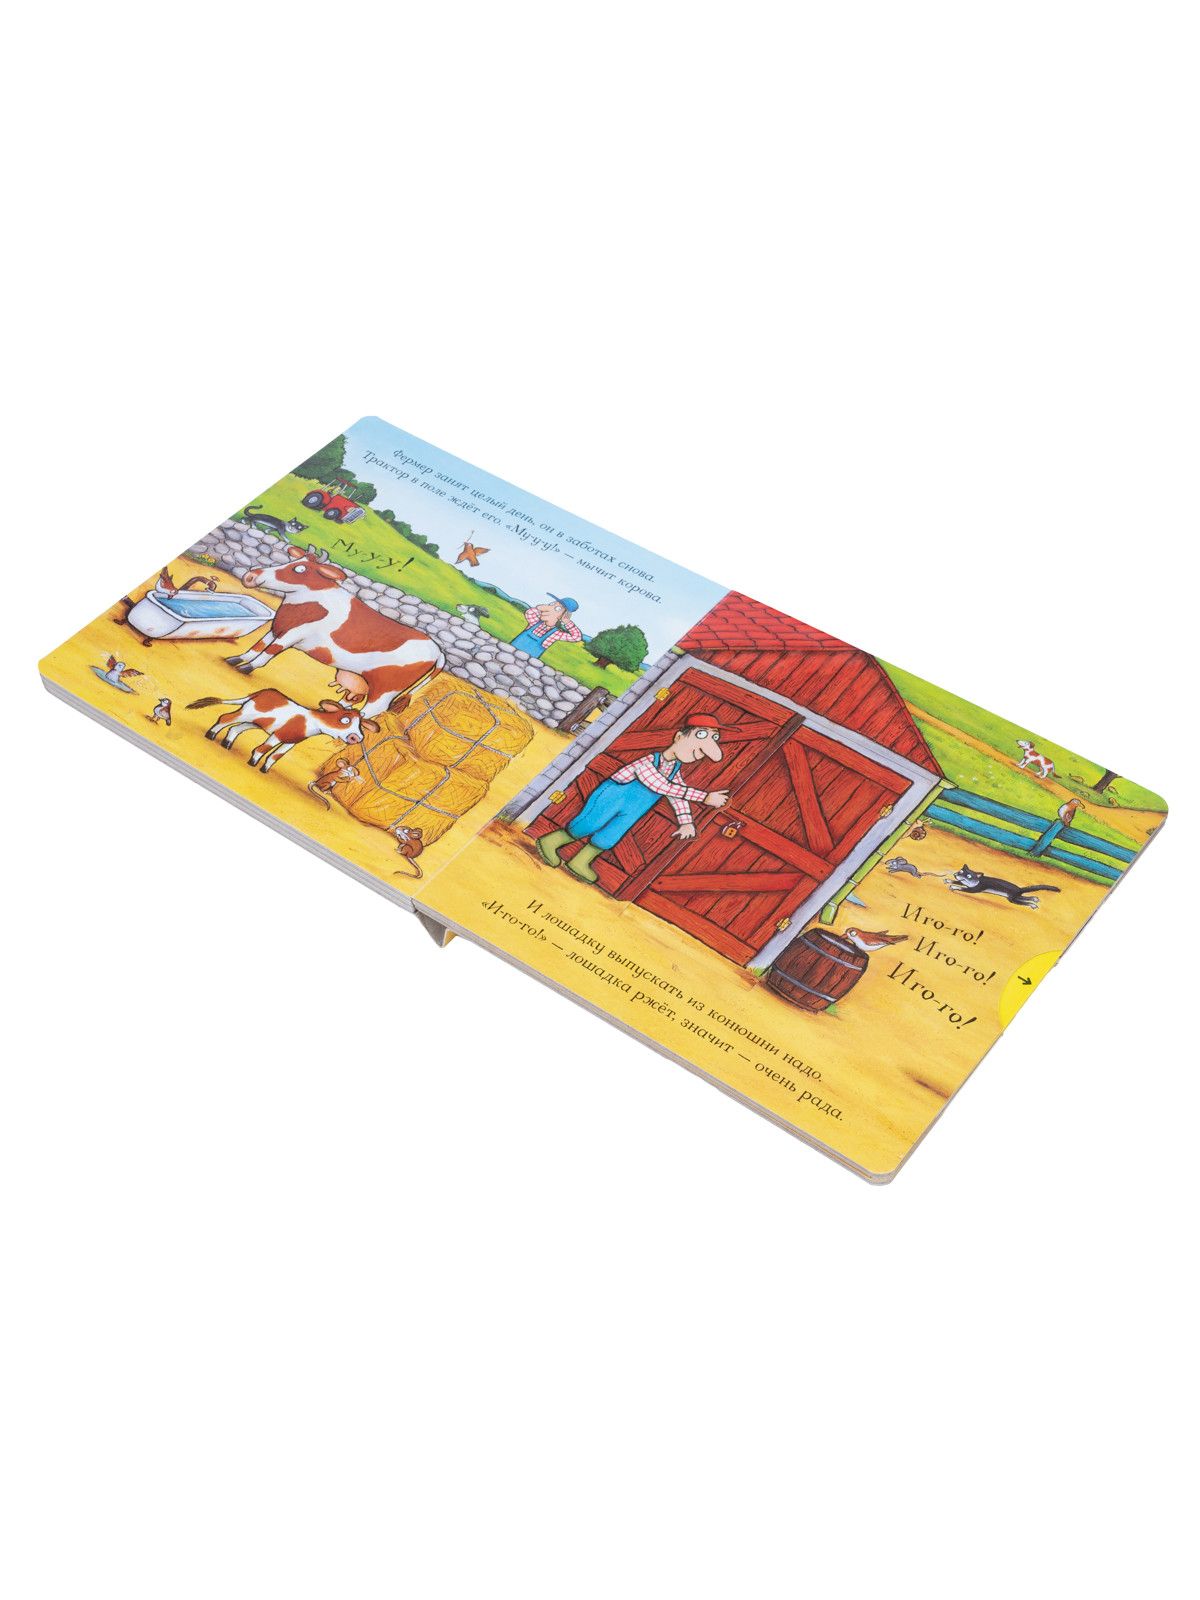 Фермер занят целый день, он в заботах снова.
Трактор в поле ждёт его. «Му-у-у!» — мычит корова.
Му-у-у!
Иго-го!
Иго-го!
Иго-го!
И лошадку выпускать из конюшни надо.
«И-го-го!» — лошадка ржёт, значит — очень рада.